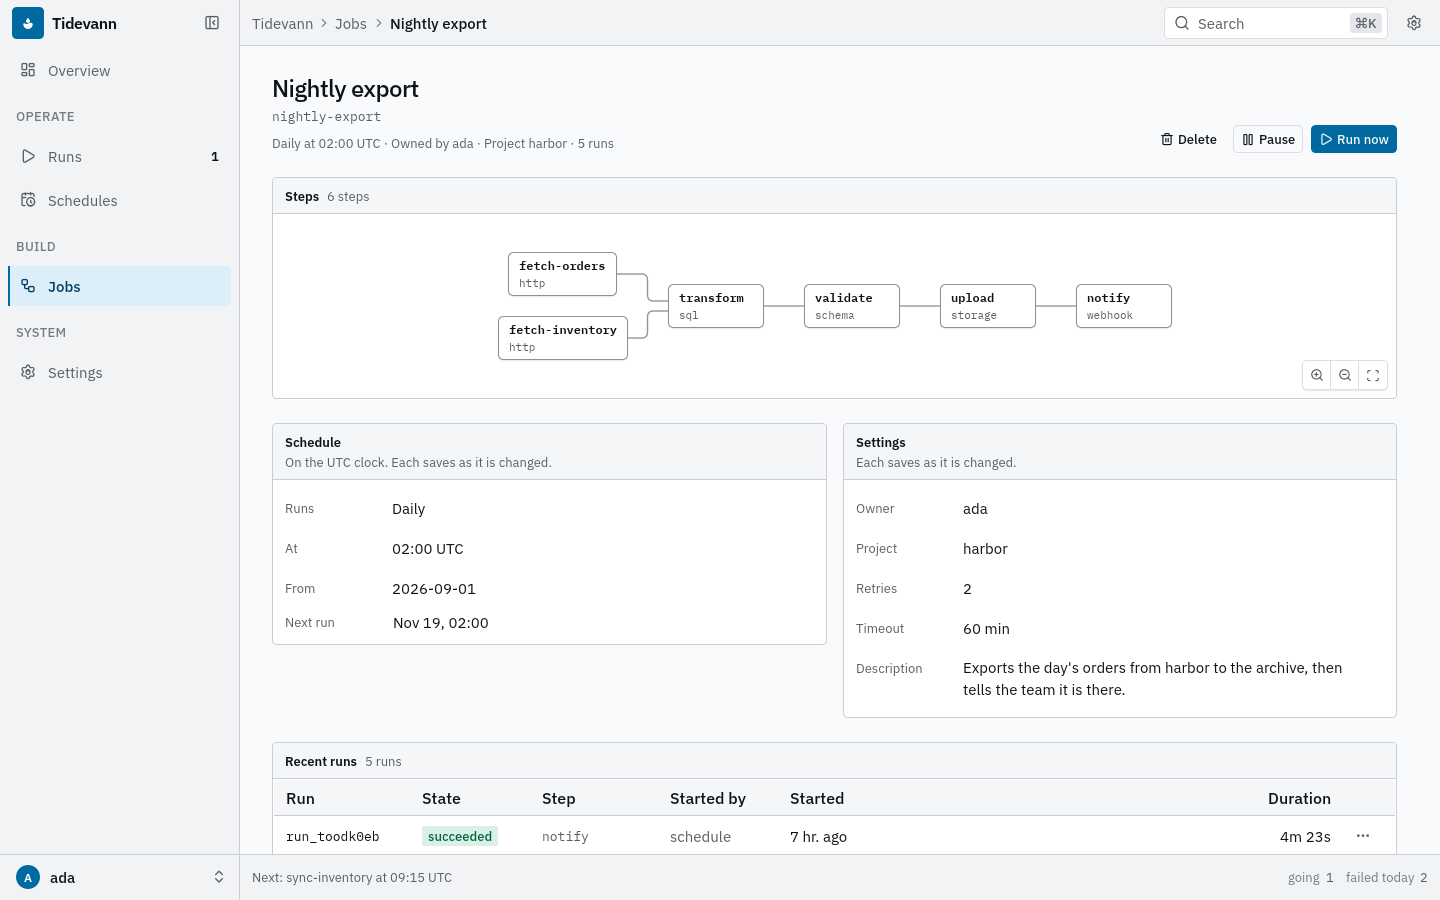 Tidevann
Tidevann > Jobs > Nightly export
Search
⌘K
Overview
OPERATE
Runs 1
Schedules
BUILD
Jobs
SYSTEM
Settings
Nightly export
nightly-export
Daily at 02:00 UTC · Owned by ada · Project harbor · 5 runs
Delete
Pause
Run now
Steps 6 steps
fetch-orders
http
fetch-inventory
http
transform
sql
validate
schema
upload
storage
notify
webhook
Schedule
On the UTC clock. Each saves as it is changed.
Runs Daily
At 02:00 UTC
From 2026-09-01
Next run Nov 19, 02:00
Settings
Each saves as it is changed.
Owner ada
Project harbor
Retries 2
Timeout 60 min
Description Exports the day's orders from harbor to the archive, then
tells the team it is there.
Recent runs 5 runs
Run State Step Started by Started Duration
run_toodk0eb succeeded notify schedule 7 hr. ago 4m 23s
A ada
Next: sync-inventory at 09:15 UTC
going 1 failed today 2